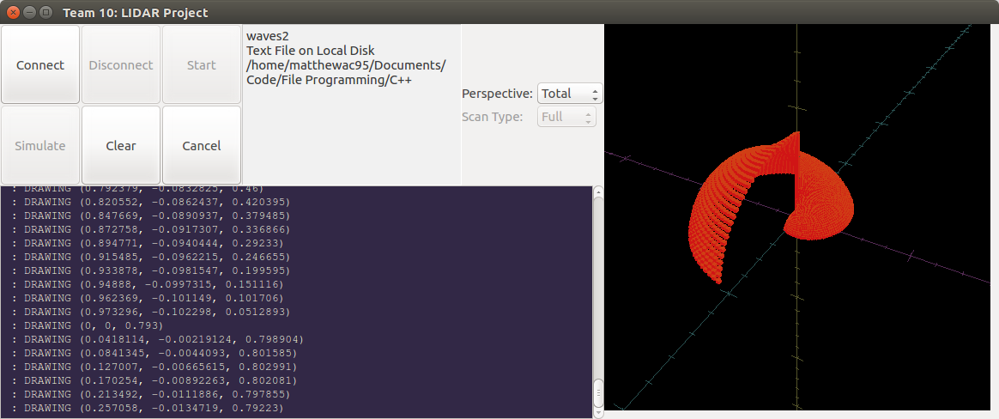 Team 10: LIDAR Project
Connect
Disconnect
Start
Simulate
Clear
Cancel
waves2
Text File on Local Disk
/home/matthewac95/Documents/
Code/File Programming/C++
Perspective: Total
Scan Type: Full
: DRAWING (0.792379, -0.0832825, 0.46)
: DRAWING (0.820552, -0.0862437, 0.420395)
: DRAWING (0.847669, -0.0890937, 0.379485)
: DRAWING (0.872758, -0.0917307, 0.336866)
: DRAWING (0.894771, -0.0940444, 0.29233)
: DRAWING (0.915485, -0.0962215, 0.246655)
: DRAWING (0.933878, -0.0981547, 0.199595)
: DRAWING (0.94888, -0.0997315, 0.151116)
: DRAWING (0.962369, -0.101149, 0.101706)
: DRAWING (0.973296, -0.102298, 0.0512893)
: DRAWING (0, 0, 0.793)
: DRAWING (0.0418114, -0.00219124, 0.798904)
: DRAWING (0.0841345, -0.0044093, 0.801585)
: DRAWING (0.127007, -0.00665615, 0.802991)
: DRAWING (0.170254, -0.00892263, 0.802081)
: DRAWING (0.213492, -0.0111886, 0.797855)
: DRAWING (0.257058, -0.0134719, 0.79223)